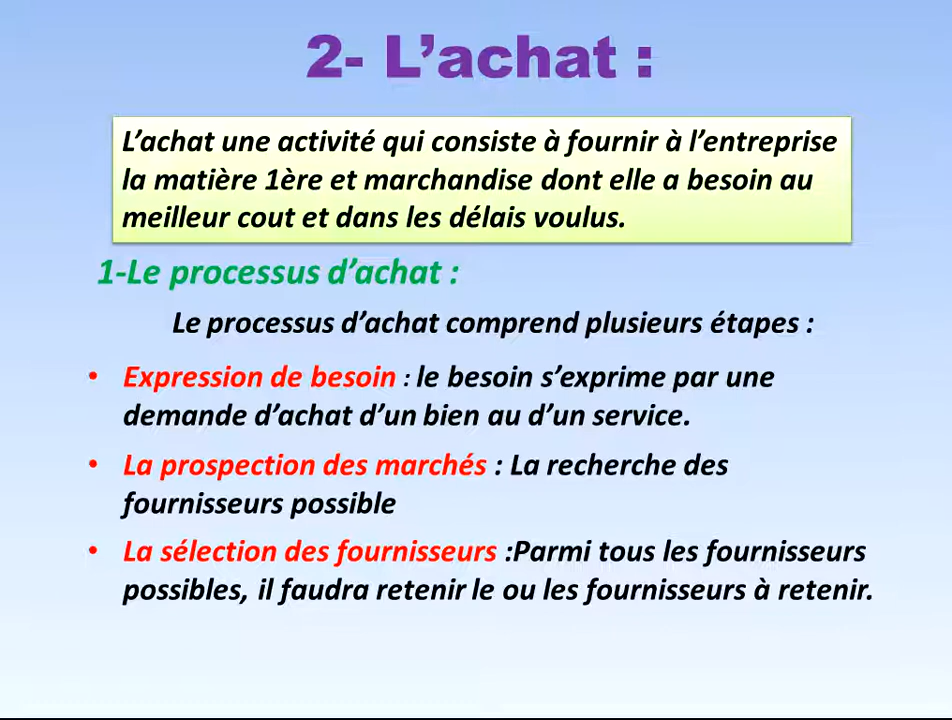 2- L’achat :
L’achat une activité qui consiste à fournir à l’entreprise
la matière 1ère et marchandise dont elle a besoin au
meilleur cout et dans les délais voulus.
1-Le processus d’achat :
Le processus d’achat comprend plusieurs étapes :
• Expression de besoin : le besoin s’exprime par une
demande d’achat d’un bien au d’un service.
• La prospection des marchés : La recherche des
fournisseurs possible
• La sélection des fournisseurs :Parmi tous les fournisseurs
possibles, il faudra retenir le ou les fournisseurs à retenir.